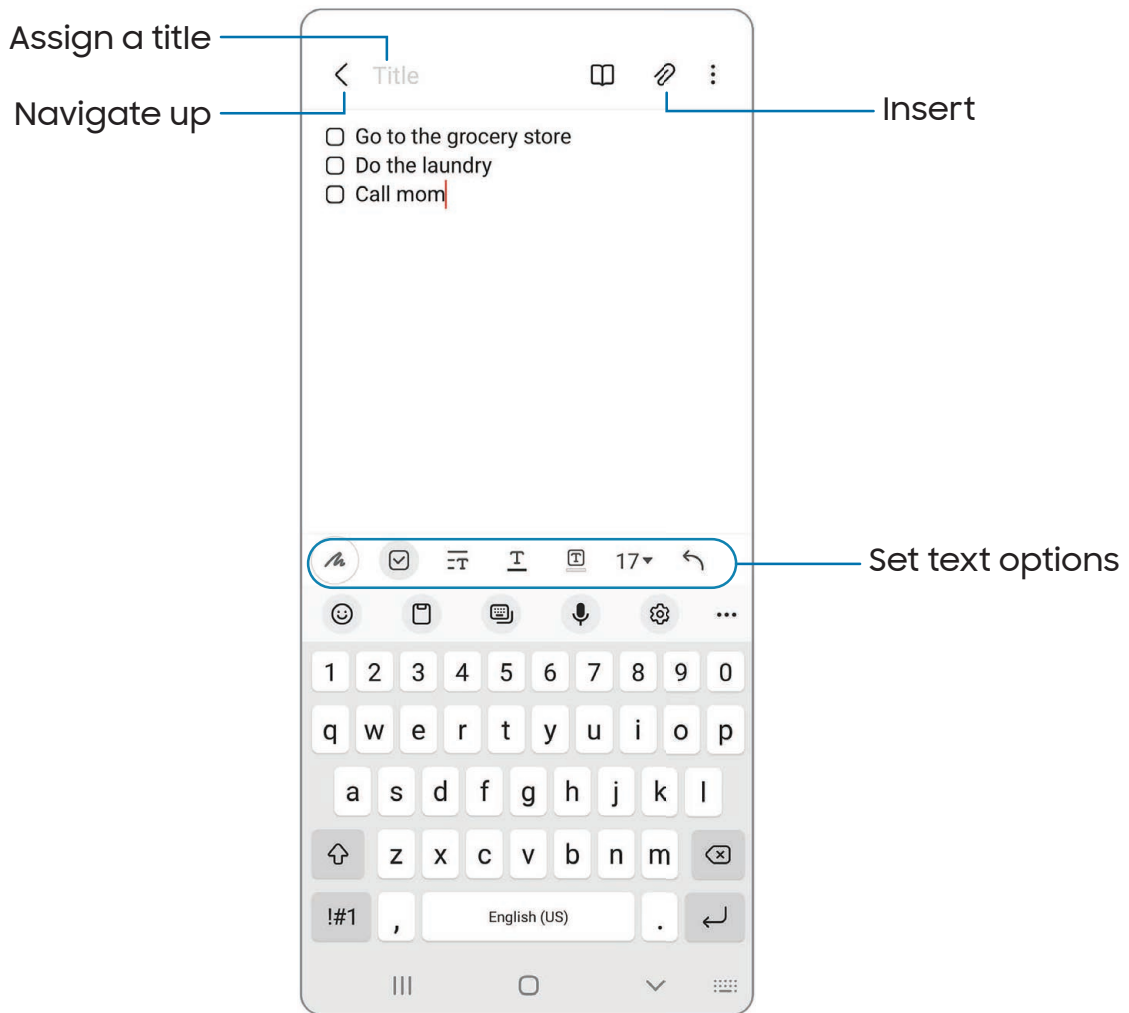 Assign a title
Title
Navigate up
Insert
Go to the grocery store
Do the laundry
Call mom
T T T 17
Set text options
1 2 3 4 5 6 7 8 9 0
q w e r t y u i o p
a s d f g h j k l
z x c v b n m
!#1 , English (US) .